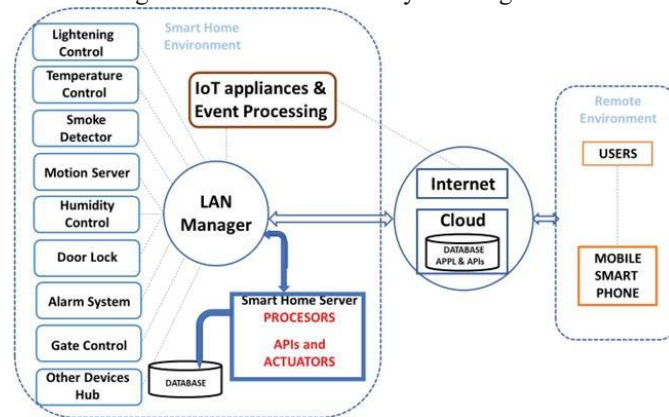 Smart Home
Environment
Lightening
Control
Temperature
Control
Smoke
Detector
Motion Server
Humidity
Control
Door Lock
Alarm System
Gate Control
Other Devices
Hub
IoT appliances &
Event Processing
LAN
Manager
Smart Home Server
PROCESORS
APIs and
ACTUATORS
DATABASE
Internet
Cloud
DATABASE
APPL & APIs
Remote
Environment
USERS
MOBILE
SMART
PHONE